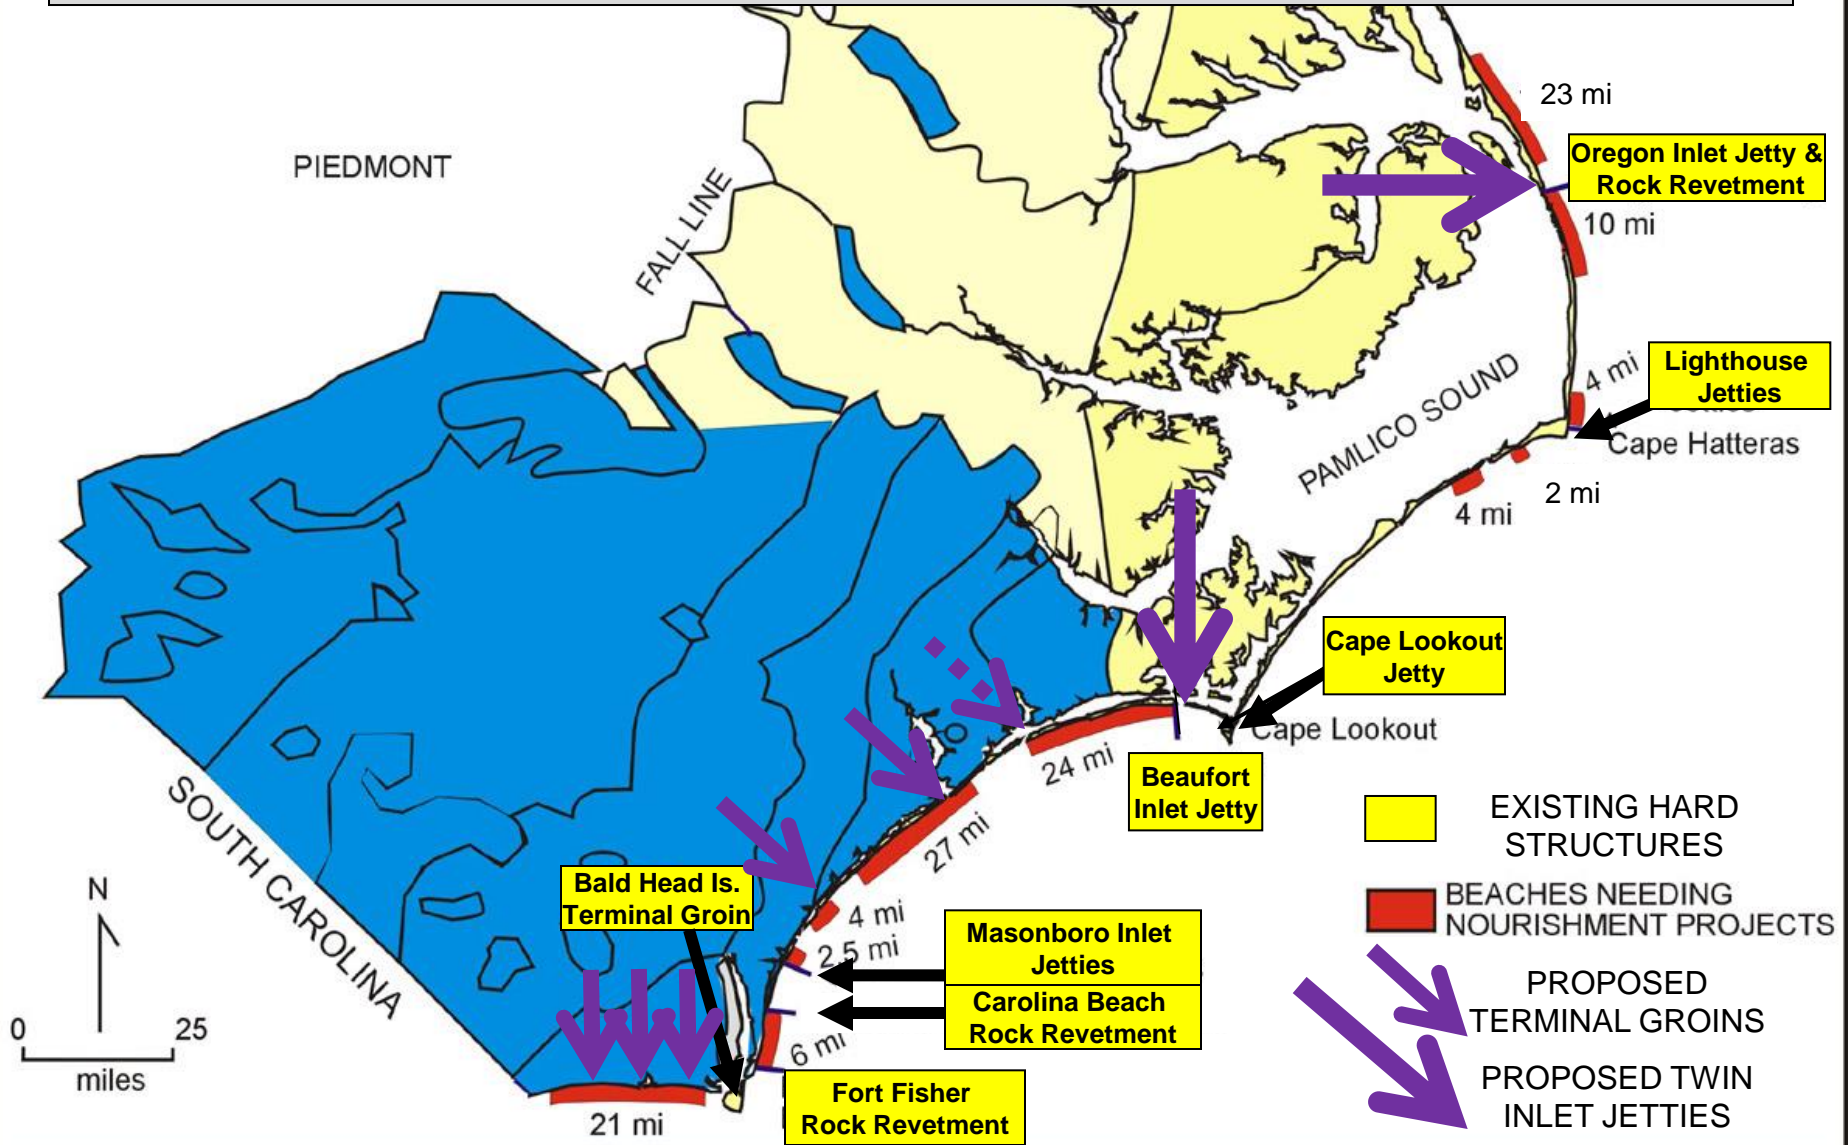 23 mi
Oregon Inlet Jetty &
Rock Revetment
10 mi
PIEDMONT
FALL LINE
4 mi
Lighthouse
Jetties
Cape Hatteras
PAMLICO SOUND
2 mi
4 mi
Cape Lookout
Jetty
Cape Lookout
24 mi
Beaufort
Inlet Jetty
27 mi
SOUTH CAROLINA
Bald Head Is.
Terminal Groin
4 mi
2.5 mi
Masonboro Inlet
Jetties
Carolina Beach
Rock Revetment
6 mi
Fort Fisher
Rock Revetment
21 mi
N
0 25
miles
EXISTING HARD
STRUCTURES
BEACHES NEEDING
NOURISHMENT PROJECTS
PROPOSED
TERMINAL GROINS
PROPOSED TWIN
INLET JETTIES